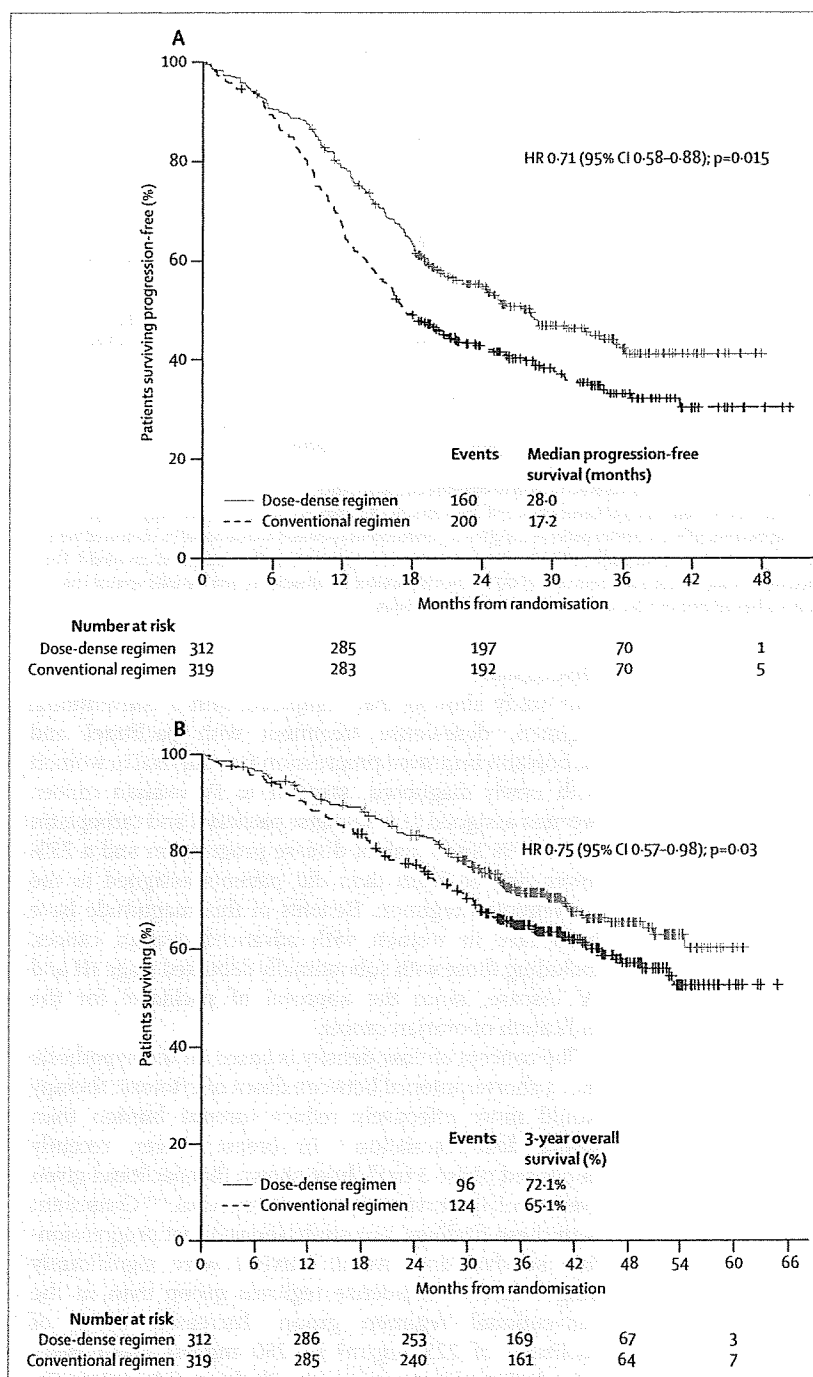 A
100
80
60
40
20
0
Patients surviving progression-free (%)
HR 0·71 (95% CI 0·58–0·88); p=0·015
Events Median progression-free survival (months)
Dose-dense regimen 160 28·0
Conventional regimen 200 17·2
0 6 12 18 24 30 36 42 48
Months from randomisation
Number at risk
Dose-dense regimen 312 285 197 70 1
Conventional regimen 319 283 192 70 5
B
100
80
60
40
20
0
Patients surviving (%)
HR 0·75 (95% CI 0·57–0·98); p=0·03
Events 3-year overall survival (%)
Dose-dense regimen 96 72·1%
Conventional regimen 124 65·1%
0 6 12 18 24 30 36 42 48 54 60 66
Months from randomisation
Number at risk
Dose-dense regimen 312 286 253 169 67 3
Conventional regimen 319 285 240 161 64 7